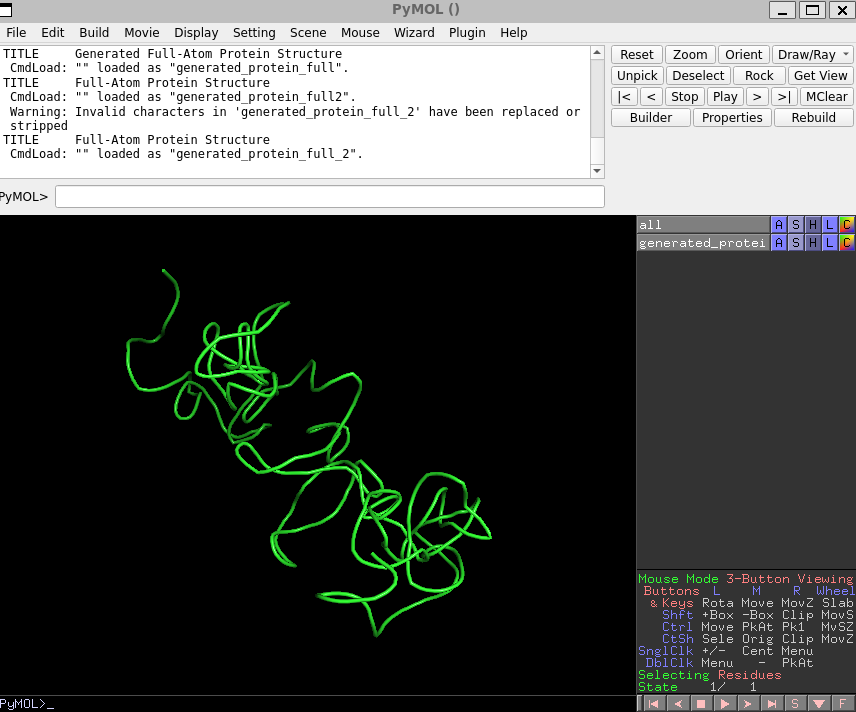 PyMOL ()
File Edit Build Movie Display Setting Scene Mouse Wizard Plugin Help
TITLE     Generated Full-Atom Protein Structure
 CmdLoad: "" loaded as "generated_protein_full".
TITLE     Full-Atom Protein Structure
 CmdLoad: "" loaded as "generated_protein_full2".
 Warning: Invalid characters in 'generated_protein_full_2' have been replaced or
 stripped
TITLE     Full-Atom Protein Structure
 CmdLoad: "" loaded as "generated_protein_full_2".
PyMOL>
Reset Zoom Orient Draw/Ray
Unpick Deselect Rock Get View
|< < Stop Play > >| MClear
Builder Properties Rebuild
all A S H L C
generated_protei A S H L C
Mouse Mode 3-Button Viewing
Buttons L M R Wheel
& Keys Rota Move MovZ Slab
Shft +Box -Box Clip MovS
Ctrl Move PkAt Pk1 MvSZ
CtSh Sele Orig Clip MovZ
SnglClk +/- Cent Menu
DblClk Menu - PkAt
Selecting Residues
State 1/ 1
PyMOL>_
S F